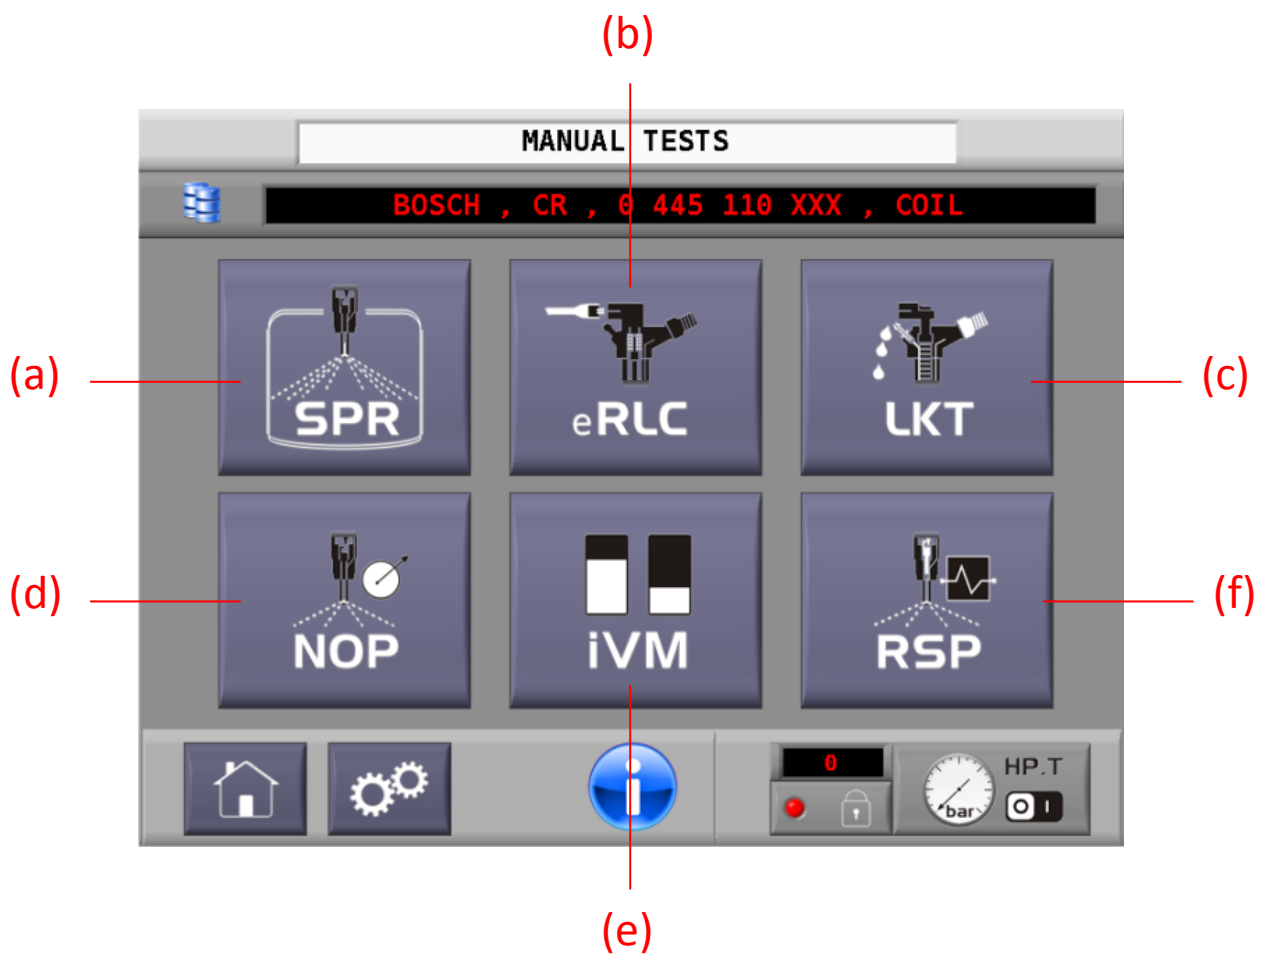 (b)
MANUAL TESTS
BOSCH , CR , 0 445 110 XXX , COIL
(a)
SPR
eRLC
LKT
(c)
(d)
NOP
iVM
RSP
(f)
0
bar
HP.T
O I
(e)